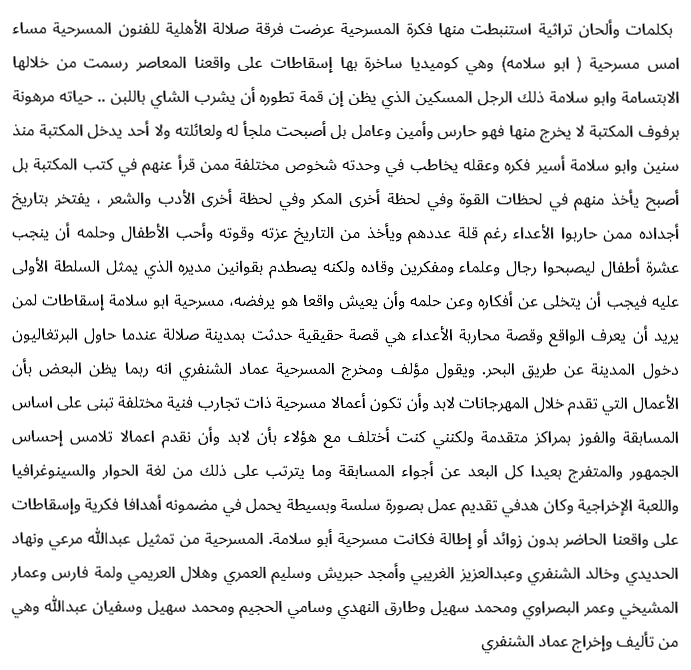 بكلمات وألحان تراثية استنبطت منها فكرة المسرحية عرضت فرقة صلالة الأهلية للفنون المسرحية مساء
امس مسرحية ( ابو سلامه) وهي كوميديا ساخرة بها إسقاطات على واقعنا المعاصر رسمت من خلالها
الابتسامة وابو سلامة ذلك الرجل المسكين الذي يظن إن قمة تطوره أن يشرب الشاي باللبن .. حياته مرهونة
برفوف المكتبة لا يخرج منها فهو حارس وأمين وعامل بل أصبحت ملجأ له ولعائلته ولا أحد يدخل المكتبة منذ
سنين وابو سلامة أسير فكره وعقله يخاطب في وحدته شخوص مختلفة ممن قرأ عنهم في كتب المكتبة بل
أصبح يأخذ منهم في لحظات القوة وفي لحظة أخرى المكر وفي لحظة أخرى الأدب والشعر ، يفتخر بتاريخ
أجداده ممن حاربوا الأعداء رغم قلة عددهم ويأخذ من التاريخ عزته وقوته وأحب الأطفال وحلمه أن ينجب
عشرة أطفال ليصبحوا رجال وعلماء ومفكرين وقاده ولكنه يصطدم بقوانين مديره الذي يمثل السلطة الأولى
عليه فيجب أن يتخلى عن أفكاره وعن حلمه وأن يعيش واقعا هو يرفضه، مسرحية ابو سلامة إسقاطات لمن
يريد أن يعرف الواقع وقصة محاربة الأعداء هي قصة حقيقية حدثت بمدينة صلالة عندما حاول البرتغاليون
دخول المدينة عن طريق البحر. ويقول مؤلف ومخرج المسرحية عماد الشنفري انه ربما يظن البعض بأن
الأعمال التي تقدم خلال المهرجانات لابد وأن تكون أعمالا مسرحية ذات تجارب فنية مختلفة تبنى على اساس
المسابقة والفوز بمراكز متقدمة ولكنني كنت أختلف مع هؤلاء بأن لابد وأن نقدم اعمالا تلامس إحساس
الجمهور والمتفرج بعيدا كل البعد عن أجواء المسابقة وما يترتب على ذلك من لغة الحوار والسينوغرافيا
واللعبة الإخراجية وكان هدفي تقديم عمل بصورة سلسة وبسيطة يحمل في مضمونه أهدافا فكرية وإسقاطات
على واقعنا الحاضر بدون زوائد أو إطالة فكانت مسرحية أبو سلامة. المسرحية من تمثيل عبدالله مرعي ونهاد
الحديدي وخالد الشنفري وعبدالعزيز الغريبي وأمجد حبريش وسليم العمري وهلال العريمي ولمة فارس وعمار
المشيخي وعمر البصراوي ومحمد سهيل وطارق النهدي وسامي الحجيم ومحمد سهيل وسفيان عبدالله وهي
من تأليف وإخراج عماد الشنفري